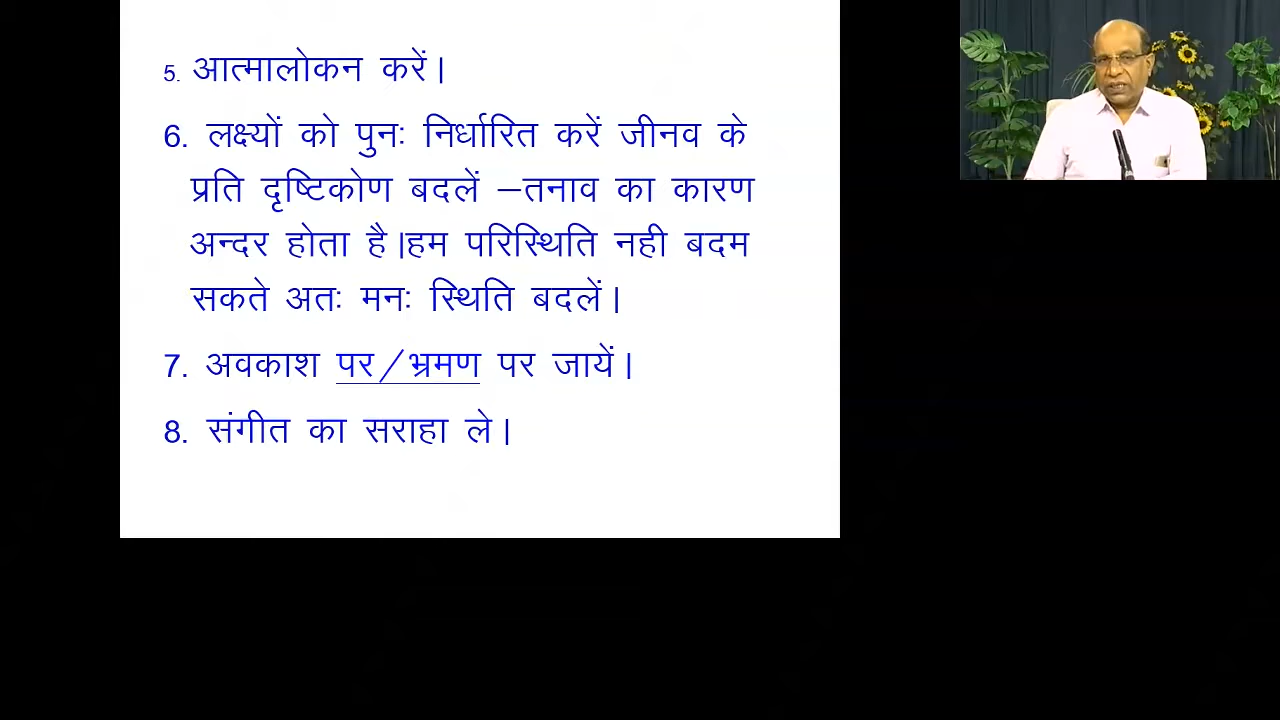 5. आत्मालोकन करें।
6. लक्ष्यों को पुनः निर्धारित करें जीनव के
प्रति दृष्टिकोण बदलें –तनाव का कारण
अन्दर होता है।हम परिस्थिति नही बदम
सकते अतः मनः स्थिति बदलें।
7. अवकाश पर/भ्रमण पर जायें।
8. संगीत का सराहा ले।